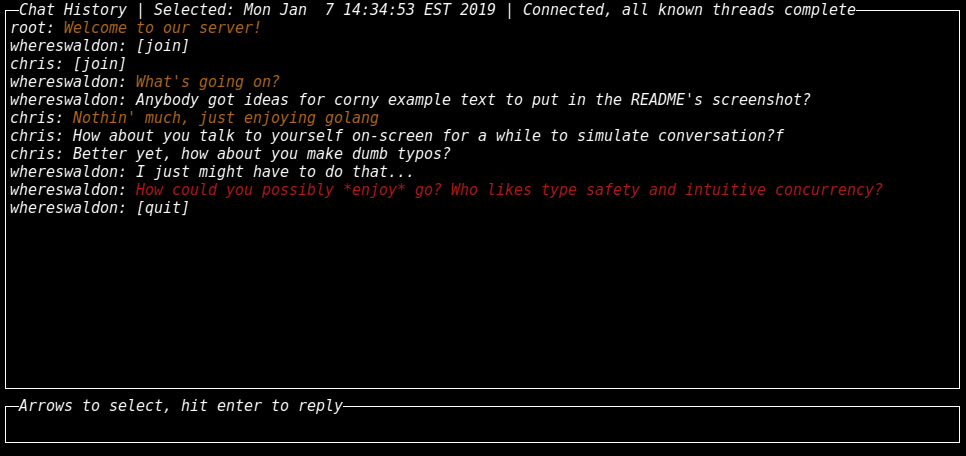 Chat History | Selected: Mon Jan  7 14:34:53 EST 2019 | Connected, all known threads complete
root: Welcome to our server!
whereswaldon: [join]
chris: [join]
whereswaldon: What's going on?
whereswaldon: Anybody got ideas for corny example text to put in the README's screenshot?
chris: Nothin' much, just enjoying golang
chris: How about you talk to yourself on-screen for a while to simulate conversation?f
chris: Better yet, how about you make dumb typos?
whereswaldon: I just might have to do that...
whereswaldon: How could you possibly *enjoy* go? Who likes type safety and intuitive concurrency?
whereswaldon: [quit]
Arrows to select, hit enter to reply